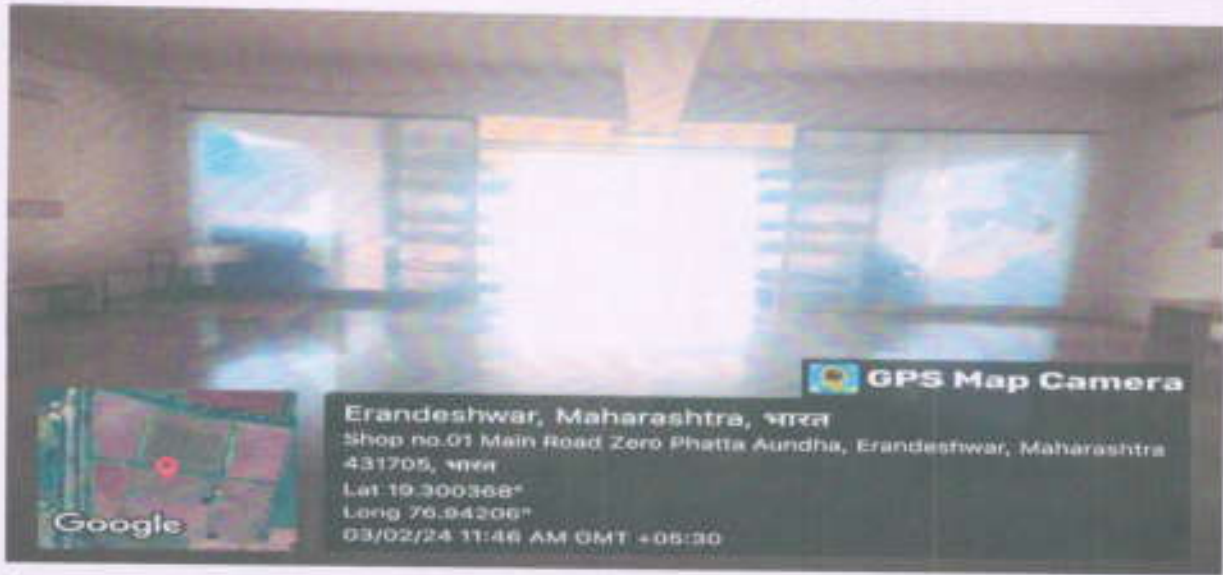 GPS Map Camera
Erandeshwar, Maharashtra, भारत
Shop no.01 Main Road Zero Phatta Aundha, Erandeshwar, Maharashtra
431705, भारत
Lat 19.300368°
Long 76.94206°
03/02/24 11:46 AM GMT +05:30
Google